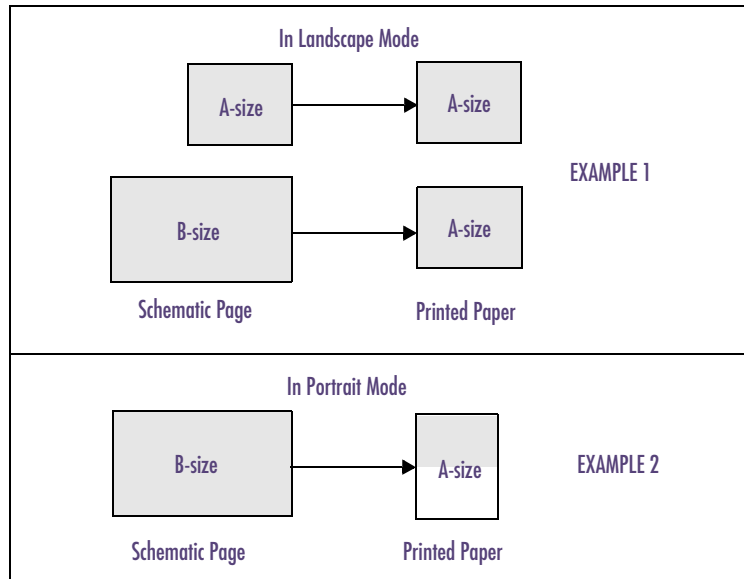 In Landscape Mode
A-size A-size
EXAMPLE 1
B-size A-size
Schematic Page Printed Paper
In Portrait Mode
B-size A-size EXAMPLE 2
Schematic Page Printed Paper